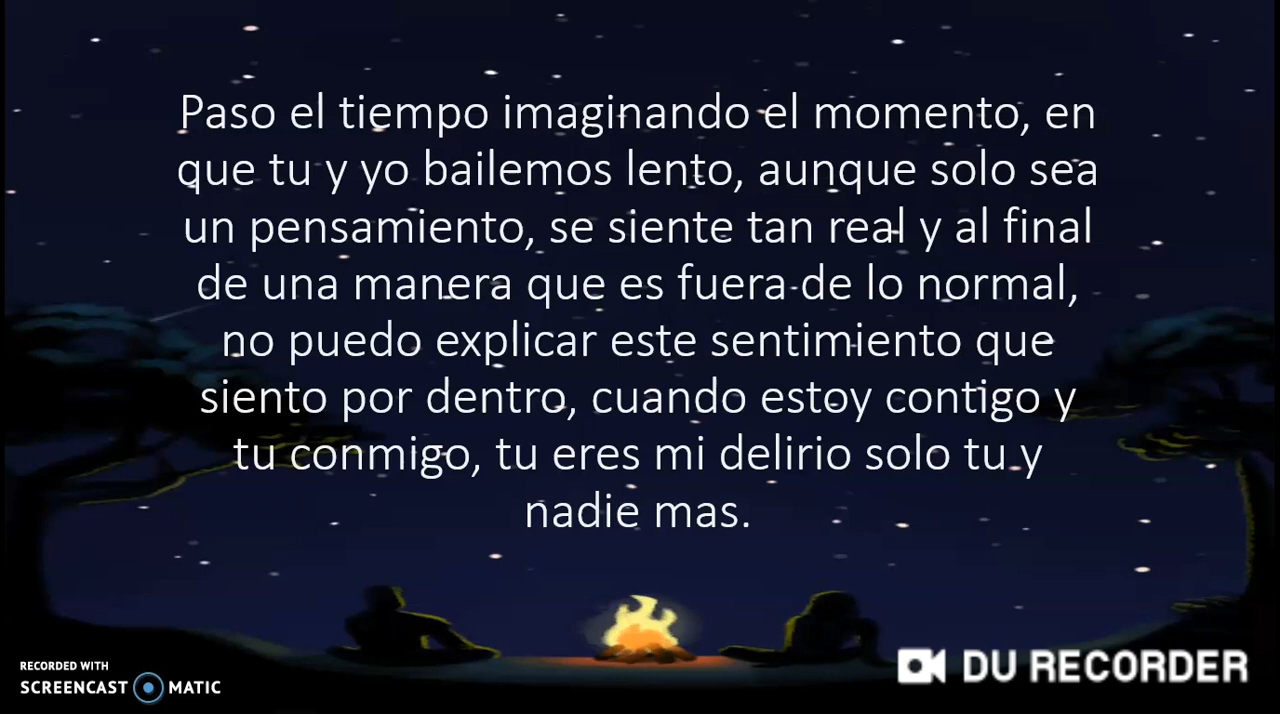 Paso el tiempo imaginando el momento, en
que tu y yo bailemos lento, aunque solo sea
un pensamiento, se siente tan real y al final
de una manera que es fuera de lo normal,
no puedo explicar este sentimiento que
siento por dentro, cuando estoy contigo y
tu conmigo, tu eres mi delirio solo tu y
nadie mas.
RECORDED WITH
SCREENCAST MATIC
DU RECORDER